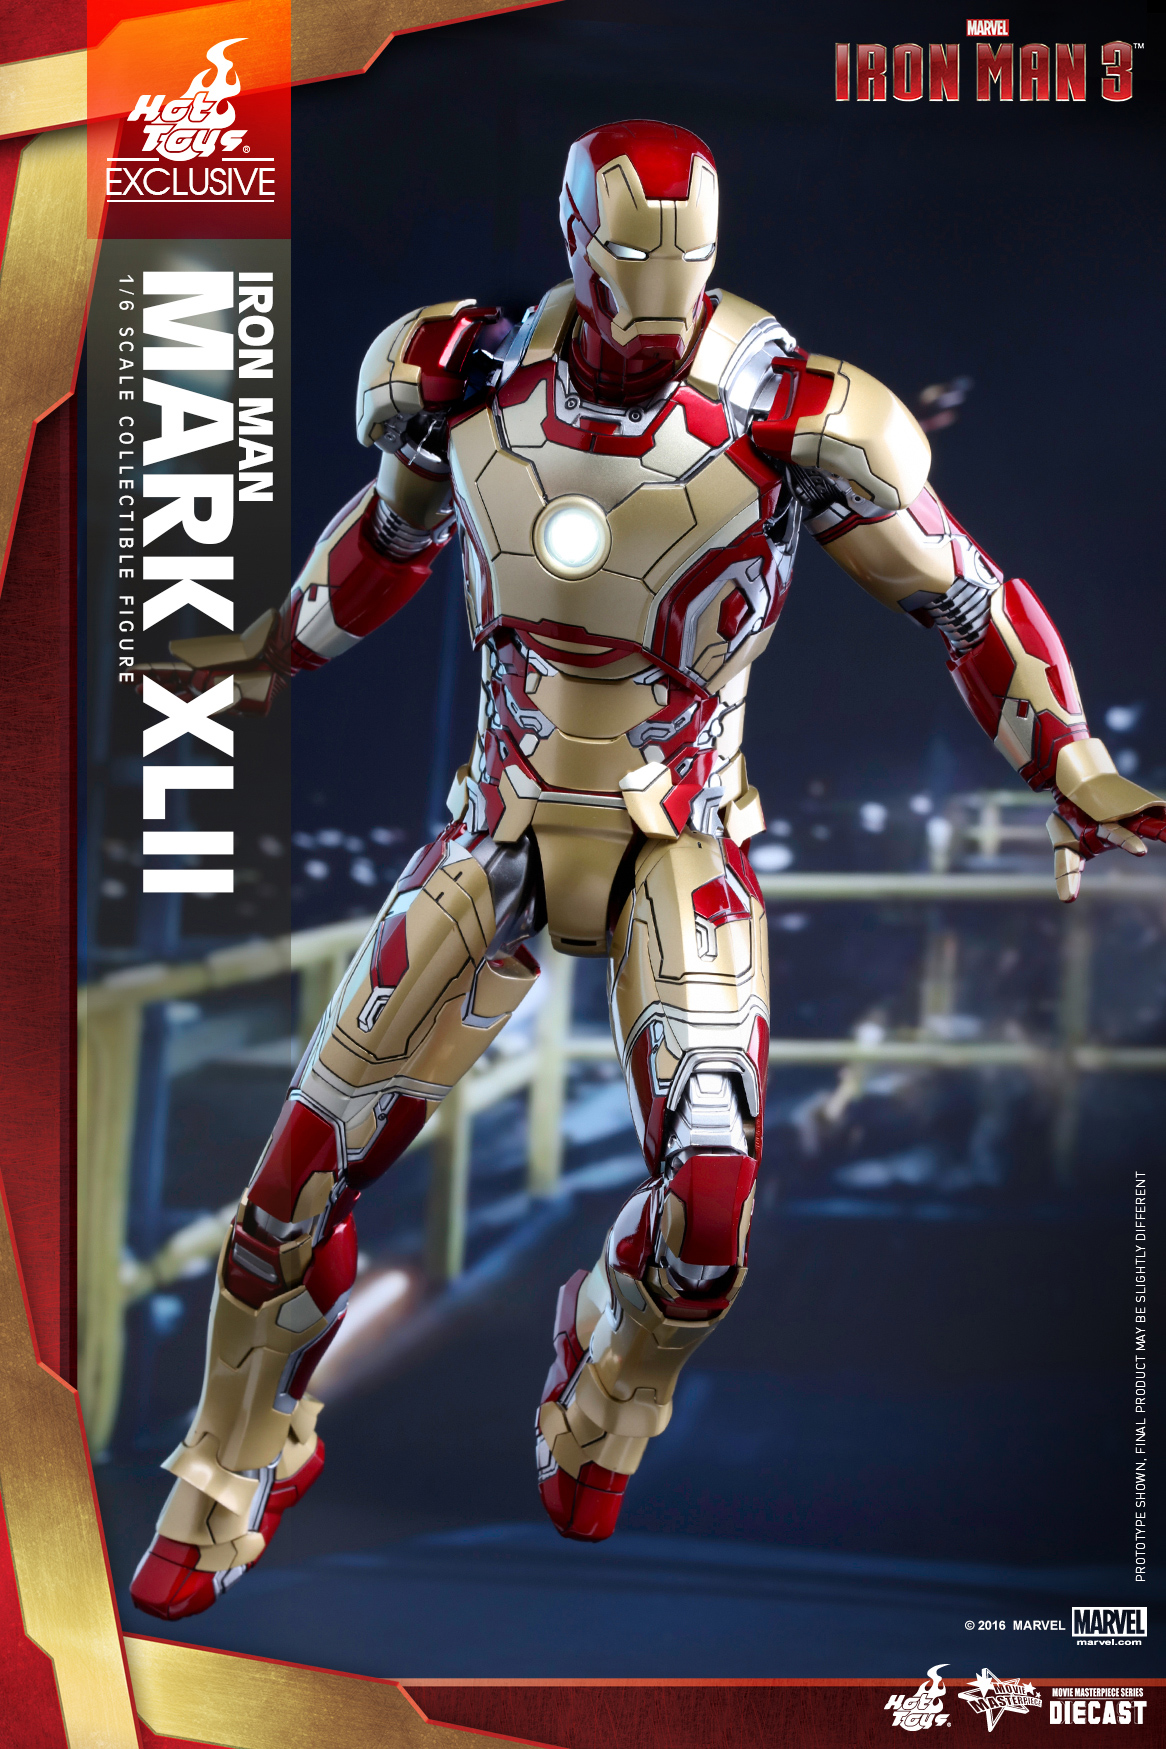 Hot
Toys®
EXCLUSIVE
MARVEL
IRON MAN 3™
IRON MAN
MARK XLII
1/6 SCALE COLLECTIBLE FIGURE
PROTOTYPE SHOWN, FINAL PRODUCT MAY BE SLIGHTLY DIFFERENT
© 2016 MARVEL
MARVEL
marvel.com
Hot
Toys®
MOVIE
MASTERPIECE
MOVIE MASTERPIECE SERIES
DIECAST